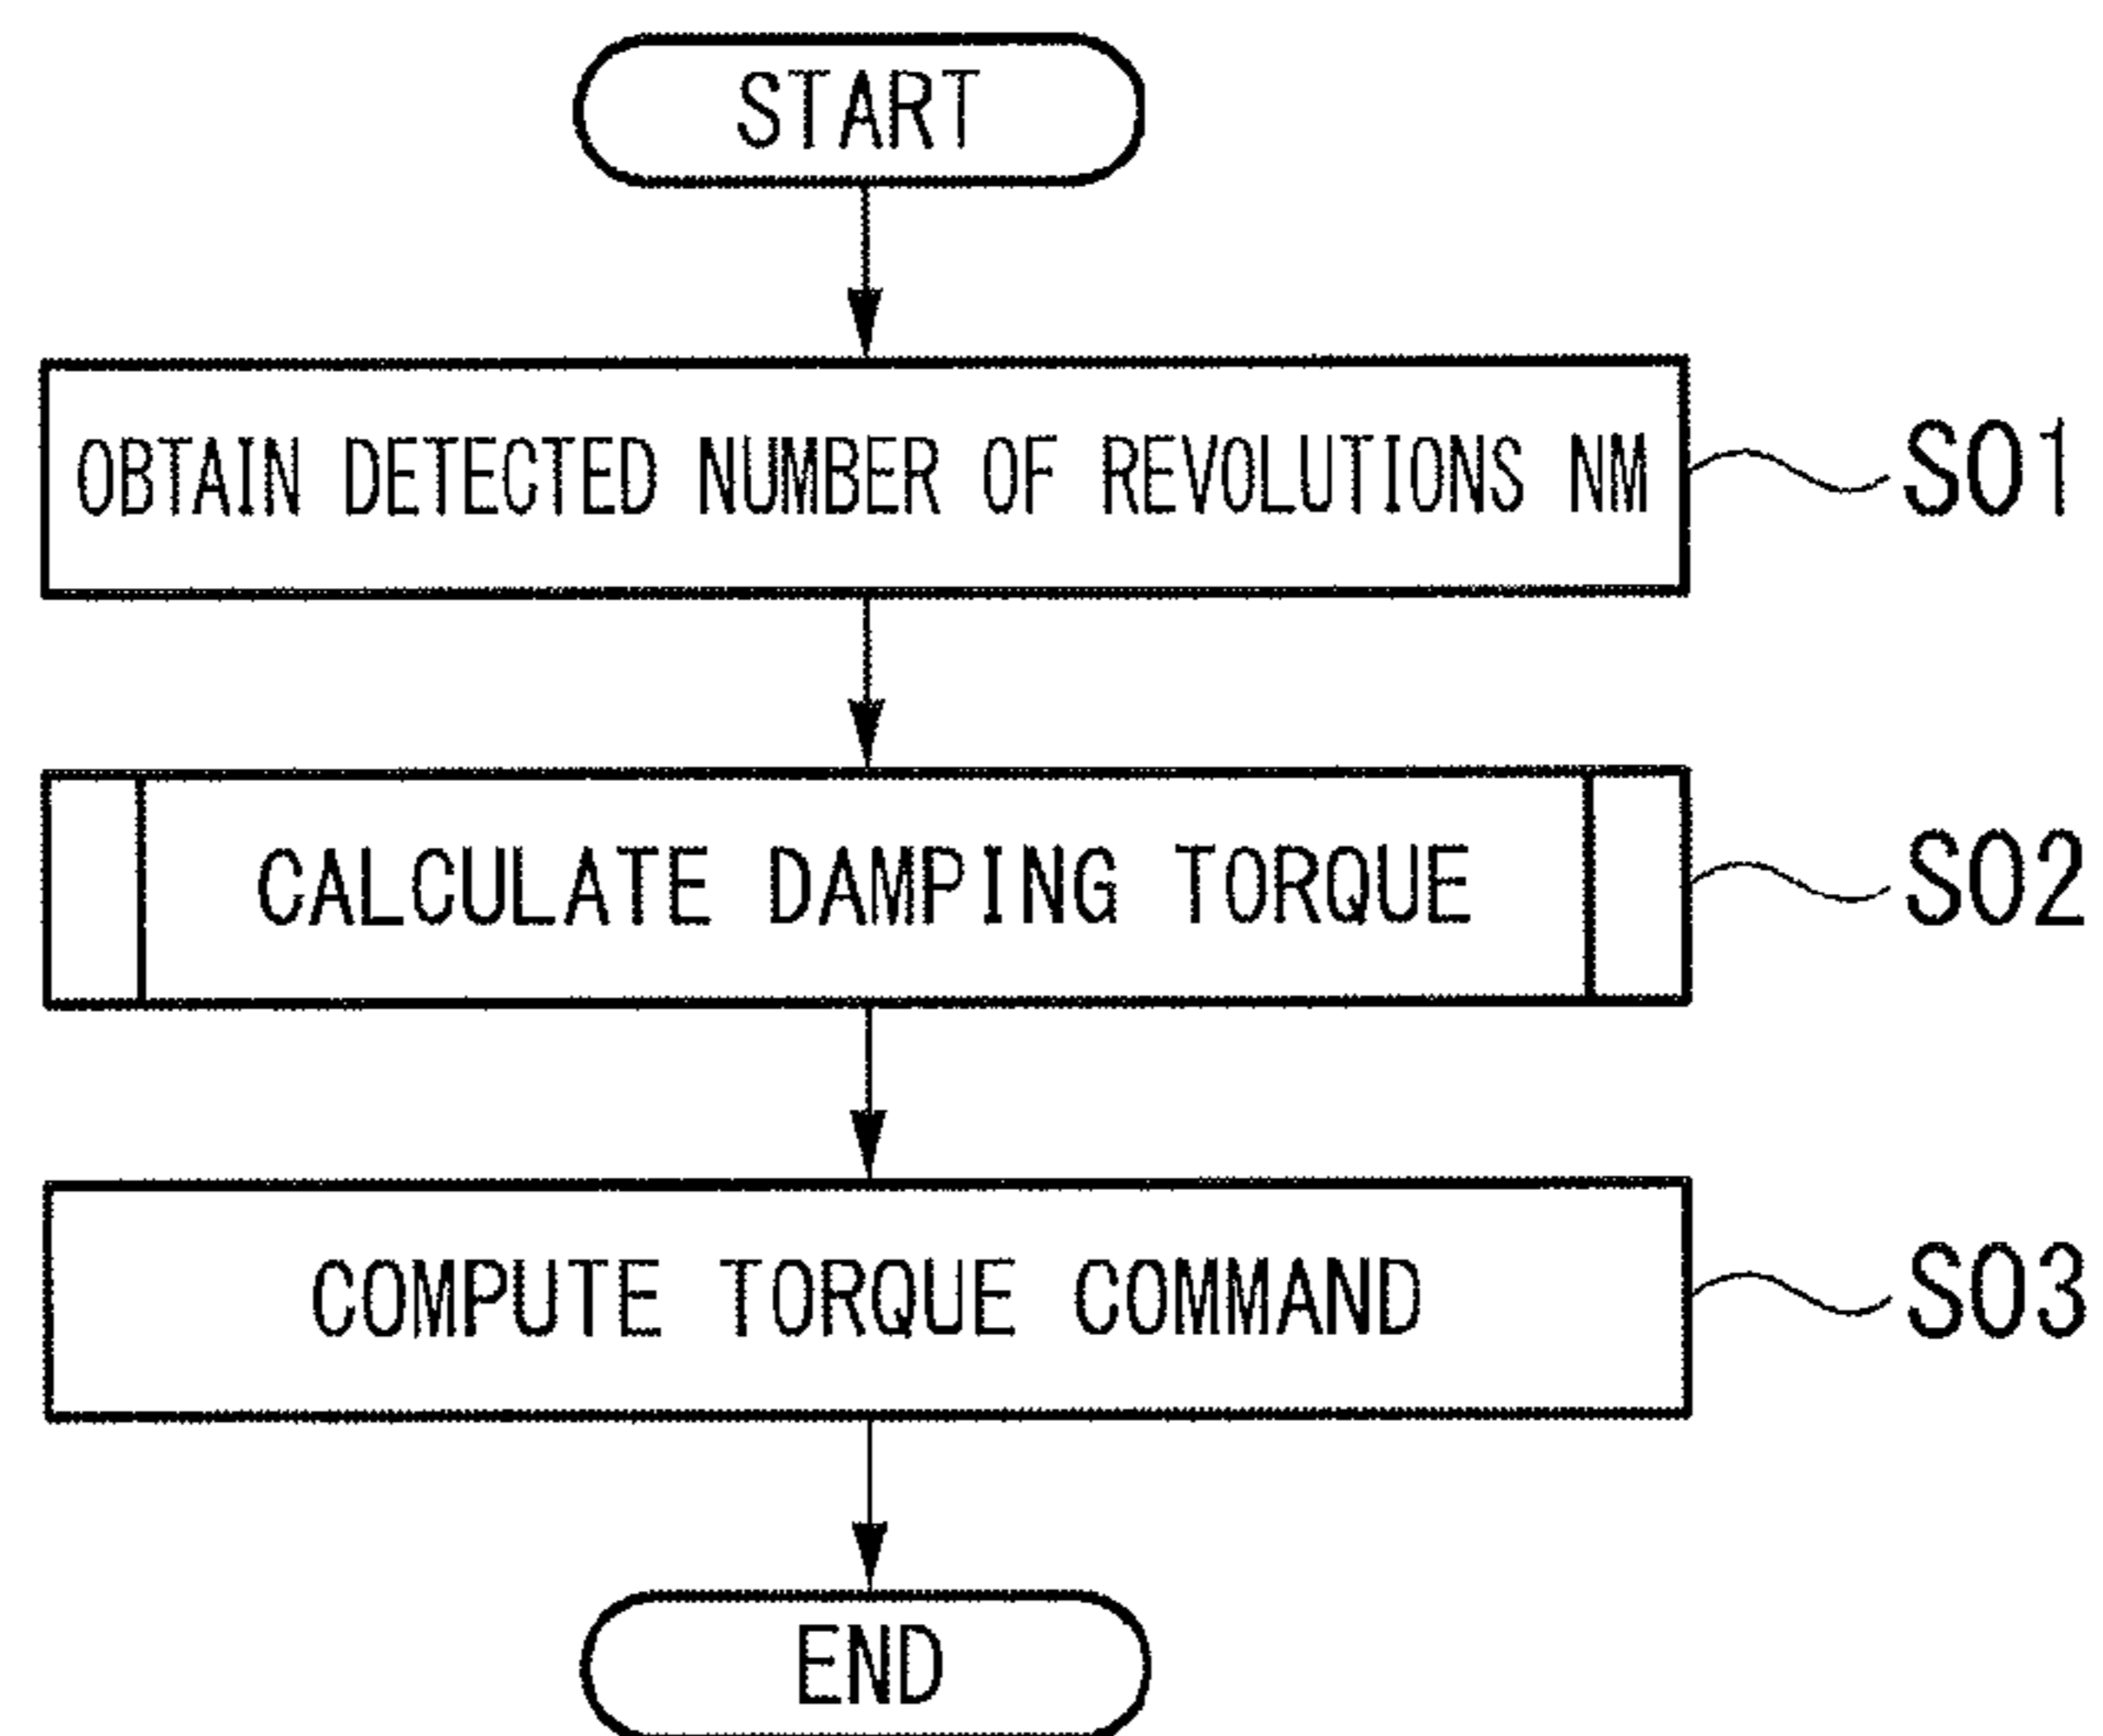 START
OBTAIN DETECTED NUMBER OF REVOLUTIONS NM
S01
CALCULATE DAMPING TORQUE
S02
COMPUTE TORQUE COMMAND
S03
END